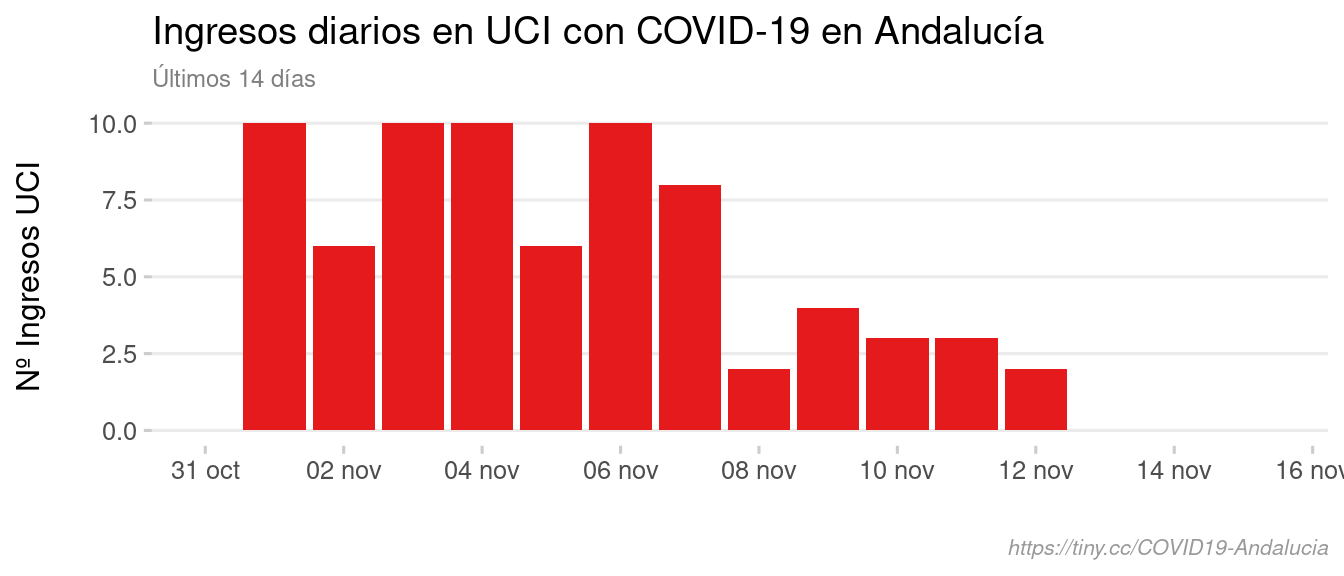 Ingresos diarios en UCI con COVID-19 en Andalucía
Últimos 14 días
Nº Ingresos UCI
10.0
7.5
5.0
2.5
0.0
31 oct 02 nov 04 nov 06 nov 08 nov 10 nov 12 nov 14 nov 16 nov
https://tiny.cc/COVID19-Andalucia